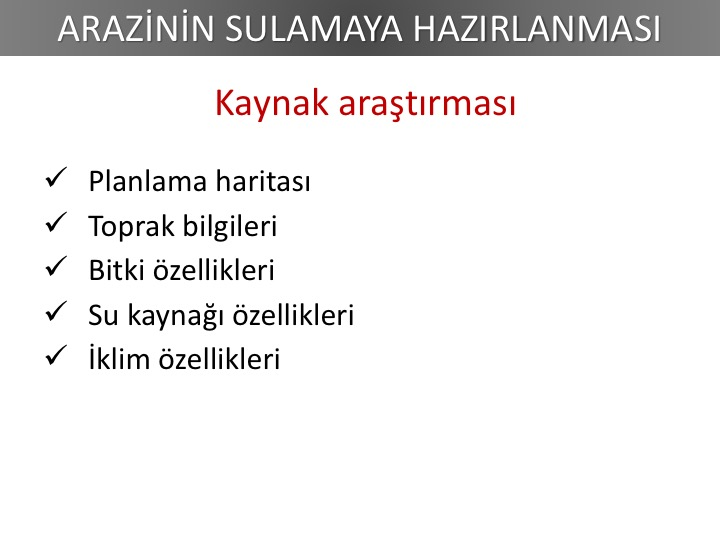 ARAZİNİN SULAMAYA HAZIRLANMASI
Kaynak araştırması
✓ Planlama haritası
✓ Toprak bilgileri
✓ Bitki özellikleri
✓ Su kaynağı özellikleri
✓ İklim özellikleri